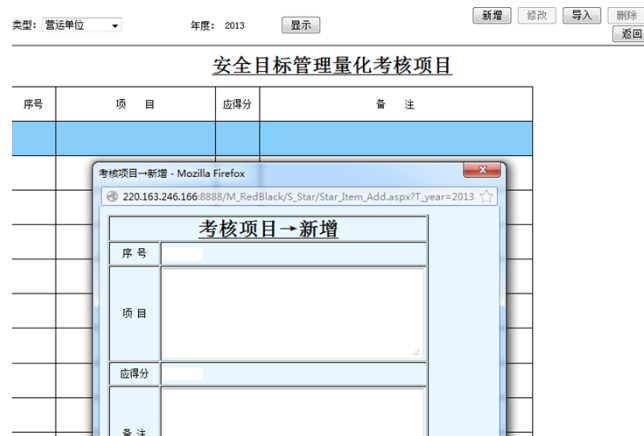 类型: 营运单位 年度: 2013 显示 新增 修改 导入 删除
返回
安全目标管理量化考核项目
序号 项 目 应得分 备 注
考核项目→新增 - Mozilla Firefox
220.163.246.166:8888/M_RedBlack/S_Star/Star_Item_Add.aspx?T_year=2013
考核项目→新增
序 号
项 目
应得分
备 注